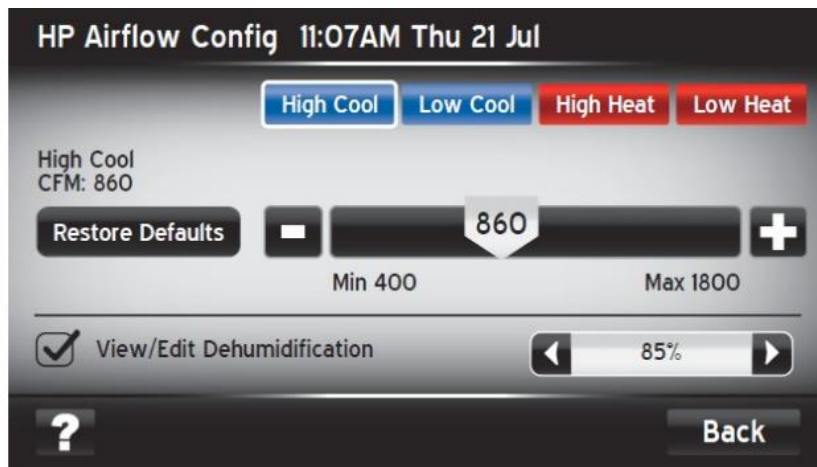 HP Airflow Config 11:07AM Thu 21 Jul
High Cool Low Cool High Heat Low Heat
High Cool
CFM: 860
Restore Defaults - 860 +
Min 400 Max 1800
View/Edit Dehumidification 85%
? Back